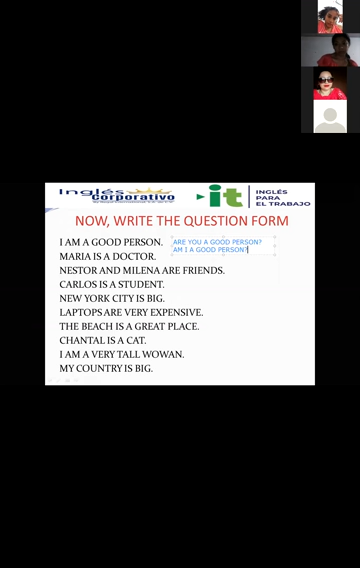 Inglés
corporativo
it
INGLÉS
PARA
EL TRABAJO
NOW, WRITE THE QUESTION FORM
I AM A GOOD PERSON.
ARE YOU A GOOD PERSON?
AM I A GOOD PERSON?
MARIA IS A DOCTOR.
NESTOR AND MILENA ARE FRIENDS.
CARLOS IS A STUDENT.
NEW YORK CITY IS BIG.
LAPTOPS ARE VERY EXPENSIVE.
THE BEACH IS A GREAT PLACE.
CHANTAL IS A CAT.
I AM A VERY TALL WOWAN.
MY COUNTRY IS BIG.